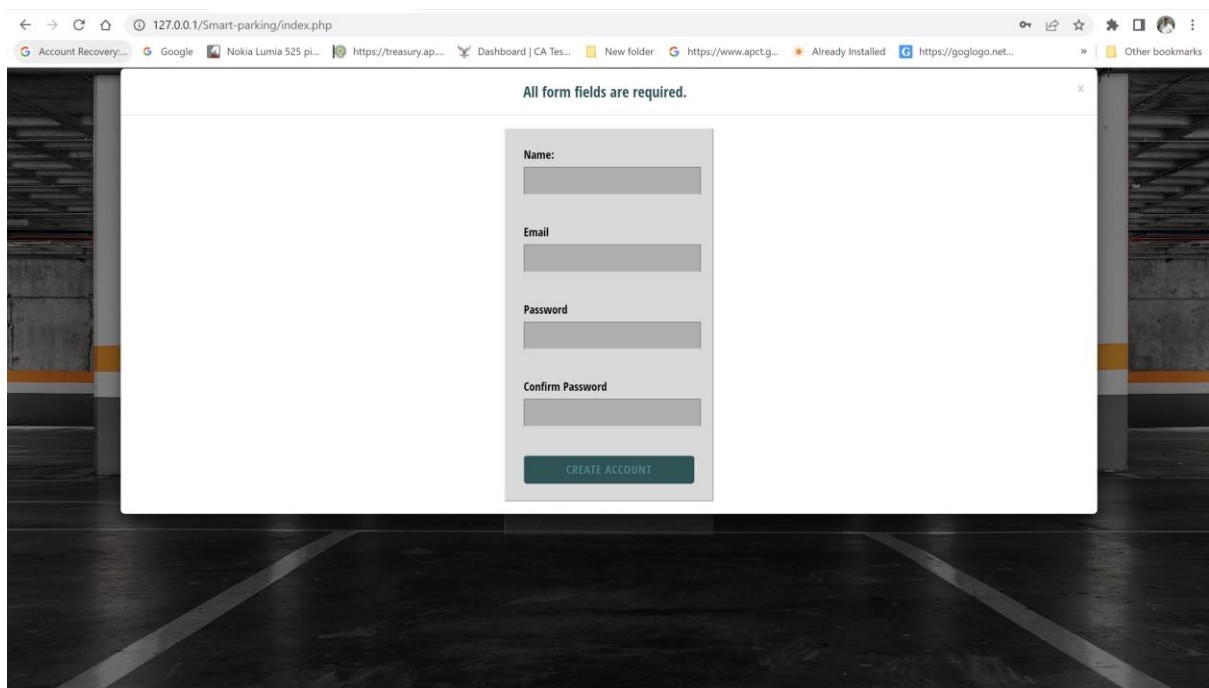 127.0.0.1/Smart-parking/index.php
Account Recovery:... Google Nokia Lumia 525 pi... https://treasury.ap.... Dashboard | CA Tes... New folder https://www.apct.g... Already Installed https://goglogo.net... » Other bookmarks
All form fields are required. x
Name:
Email
Password
Confirm Password
CREATE ACCOUNT